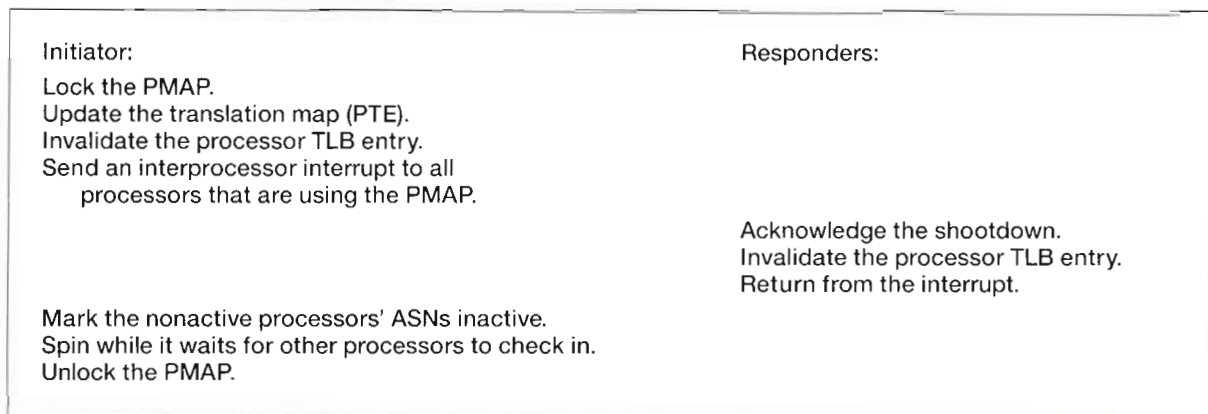 Initiator:
Responders:
Lock the PMAP.
Update the translation map (PTE).
Invalidate the processor TLB entry.
Send an interprocessor interrupt to all
processors that are using the PMAP.
Acknowledge the shootdown.
Invalidate the processor TLB entry.
Return from the interrupt.
Mark the nonactive processors' ASNs inactive.
Spin while it waits for other processors to check in.
Unlock the PMAP.